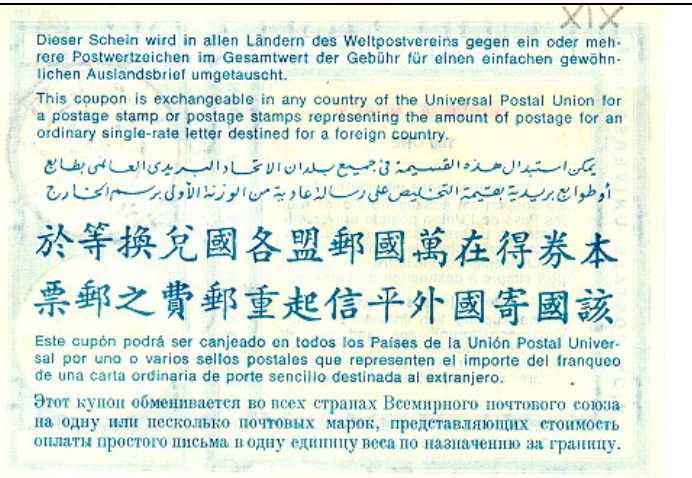 XIX
Dieser Schein wird in allen Ländern des Weltpostvereins gegen ein oder meh-
rere Postwertzeichen im Gesamtwert der Gebühr für einen einfachen gewöhn-
lichen Auslandsbrief umgetauscht.
This coupon is exchangeable in any country of the Universal Postal Union for
a postage stamp or postage stamps representing the amount of postage for an
ordinary single-rate letter destined for a foreign country.
يمكن استبدال هذه القسيمة فى جميع بلدان الاتحاد البريدى العالمى بطابع
أو طوابع بريدية بقيمة التخليص على رسالة عادية من الوزنة الأولى برسم الخارج
本券得在萬國郵盟各國兌換等於
該國寄國外平信起重郵費之郵票
Este cupón podrá ser canjeado en todos los Países de la Unión Postal Univer-
sal por uno o varios sellos postales que representen el importe del franqueo
de una carta ordinaria de porte sencillo destinada al extranjero.
Этот купон обменивается во всех странах Всемирного почтового союза
на одну или несколько почтовых марок, представляющих стоимость
оплаты простого письма в одну единицу веса по назначению за границу.